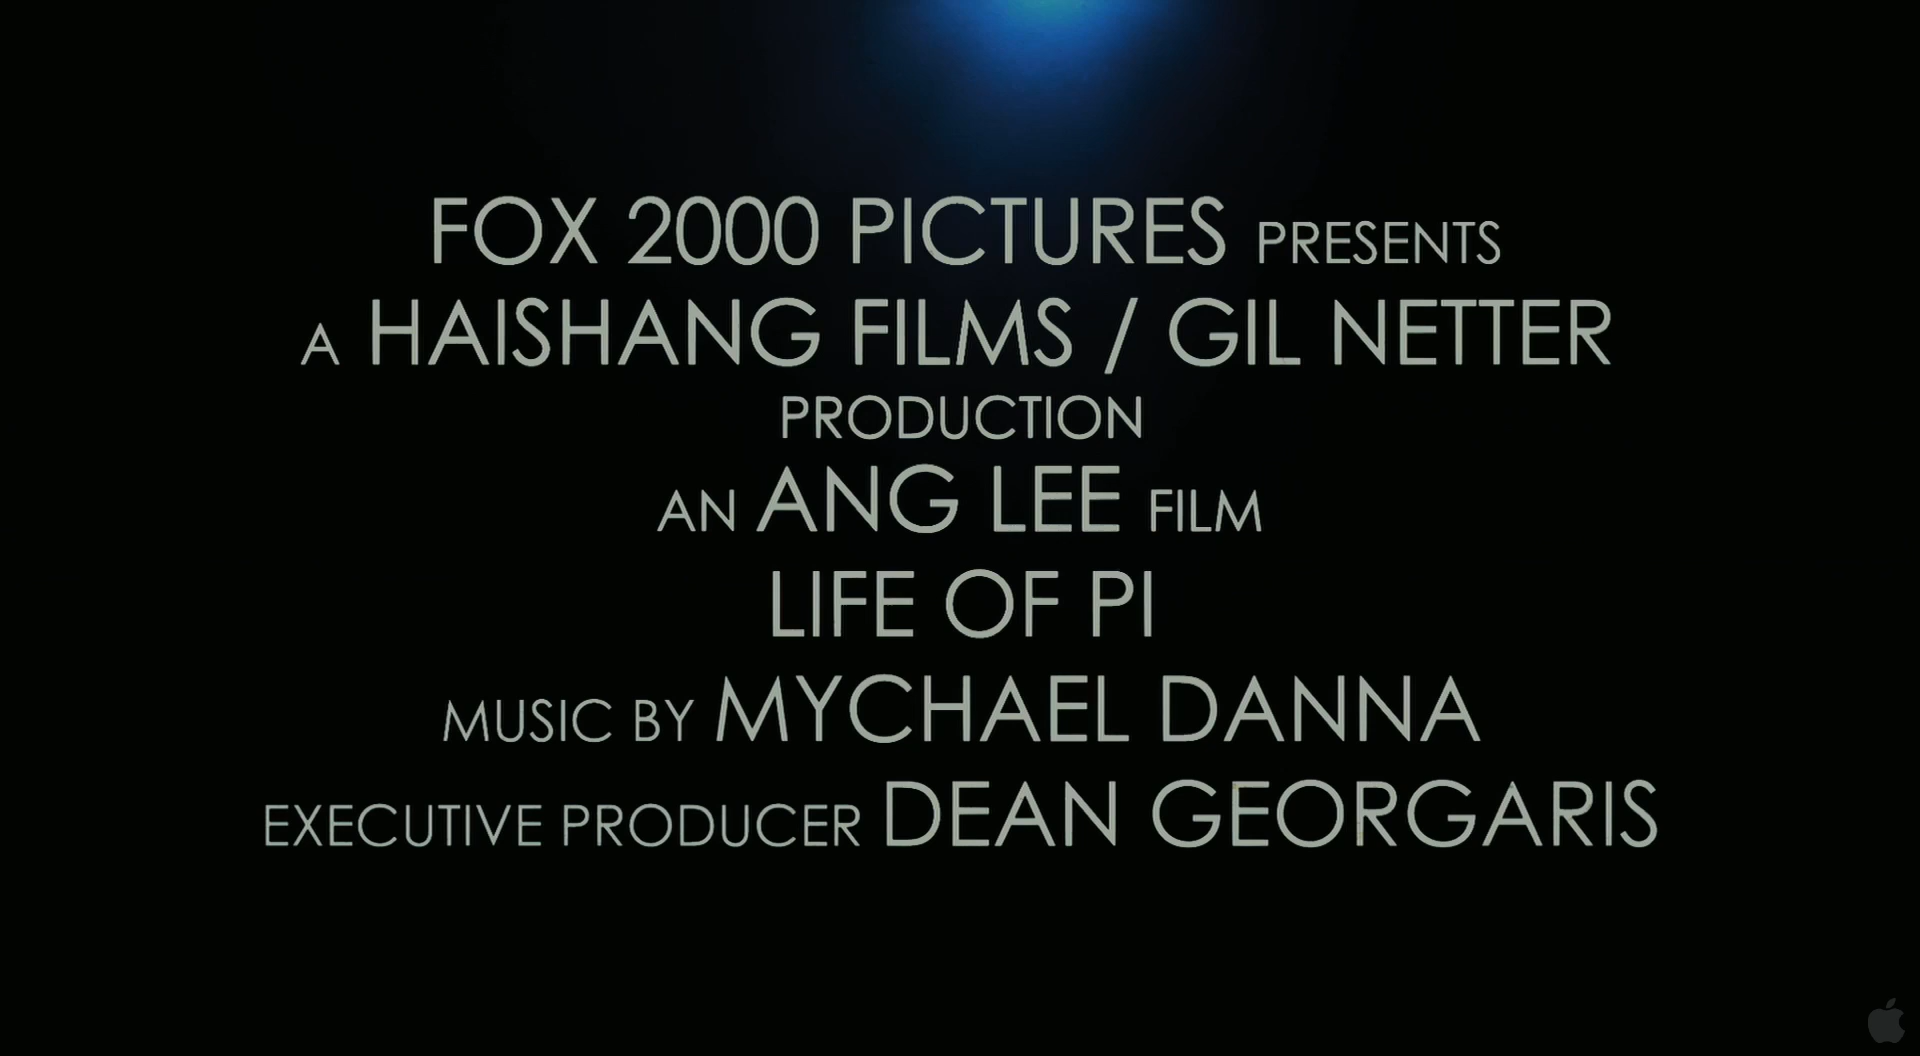 FOX 2000 PICTURES PRESENTS
A HAISHANG FILMS / GIL NETTER
PRODUCTION
AN ANG LEE FILM
LIFE OF PI
MUSIC BY MYCHAEL DANNA
EXECUTIVE PRODUCER DEAN GEORGARIS